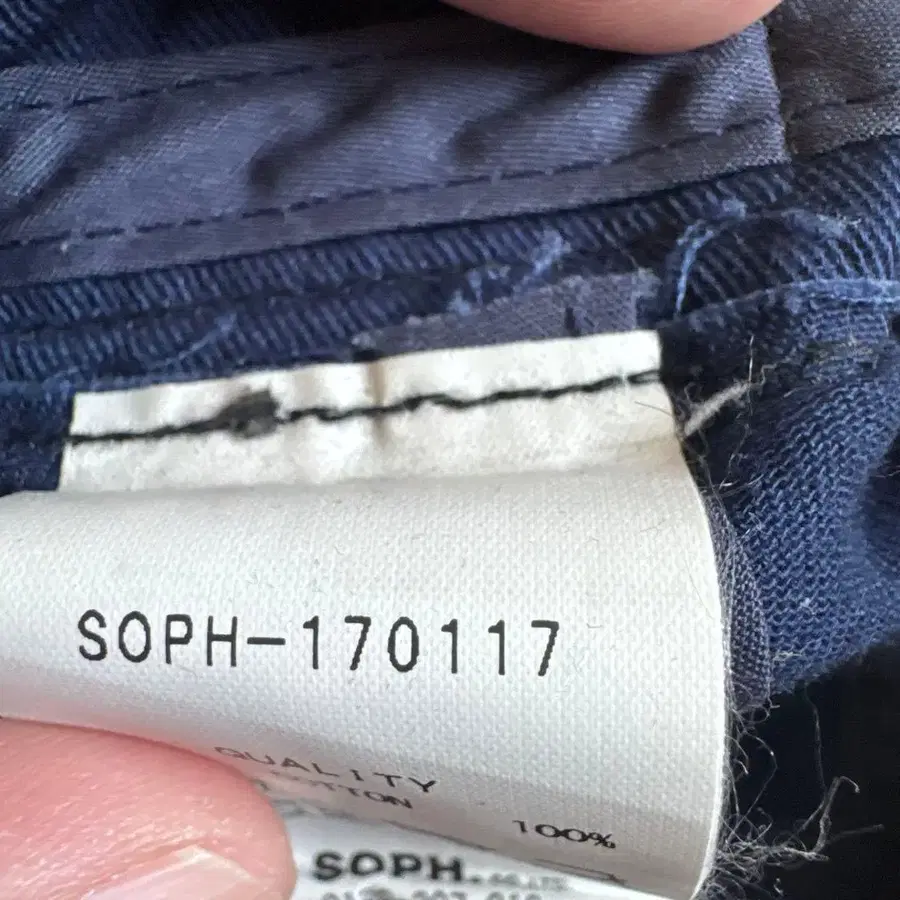 SOPH-170117
QUALITY
COTTON
100%
SOPH.